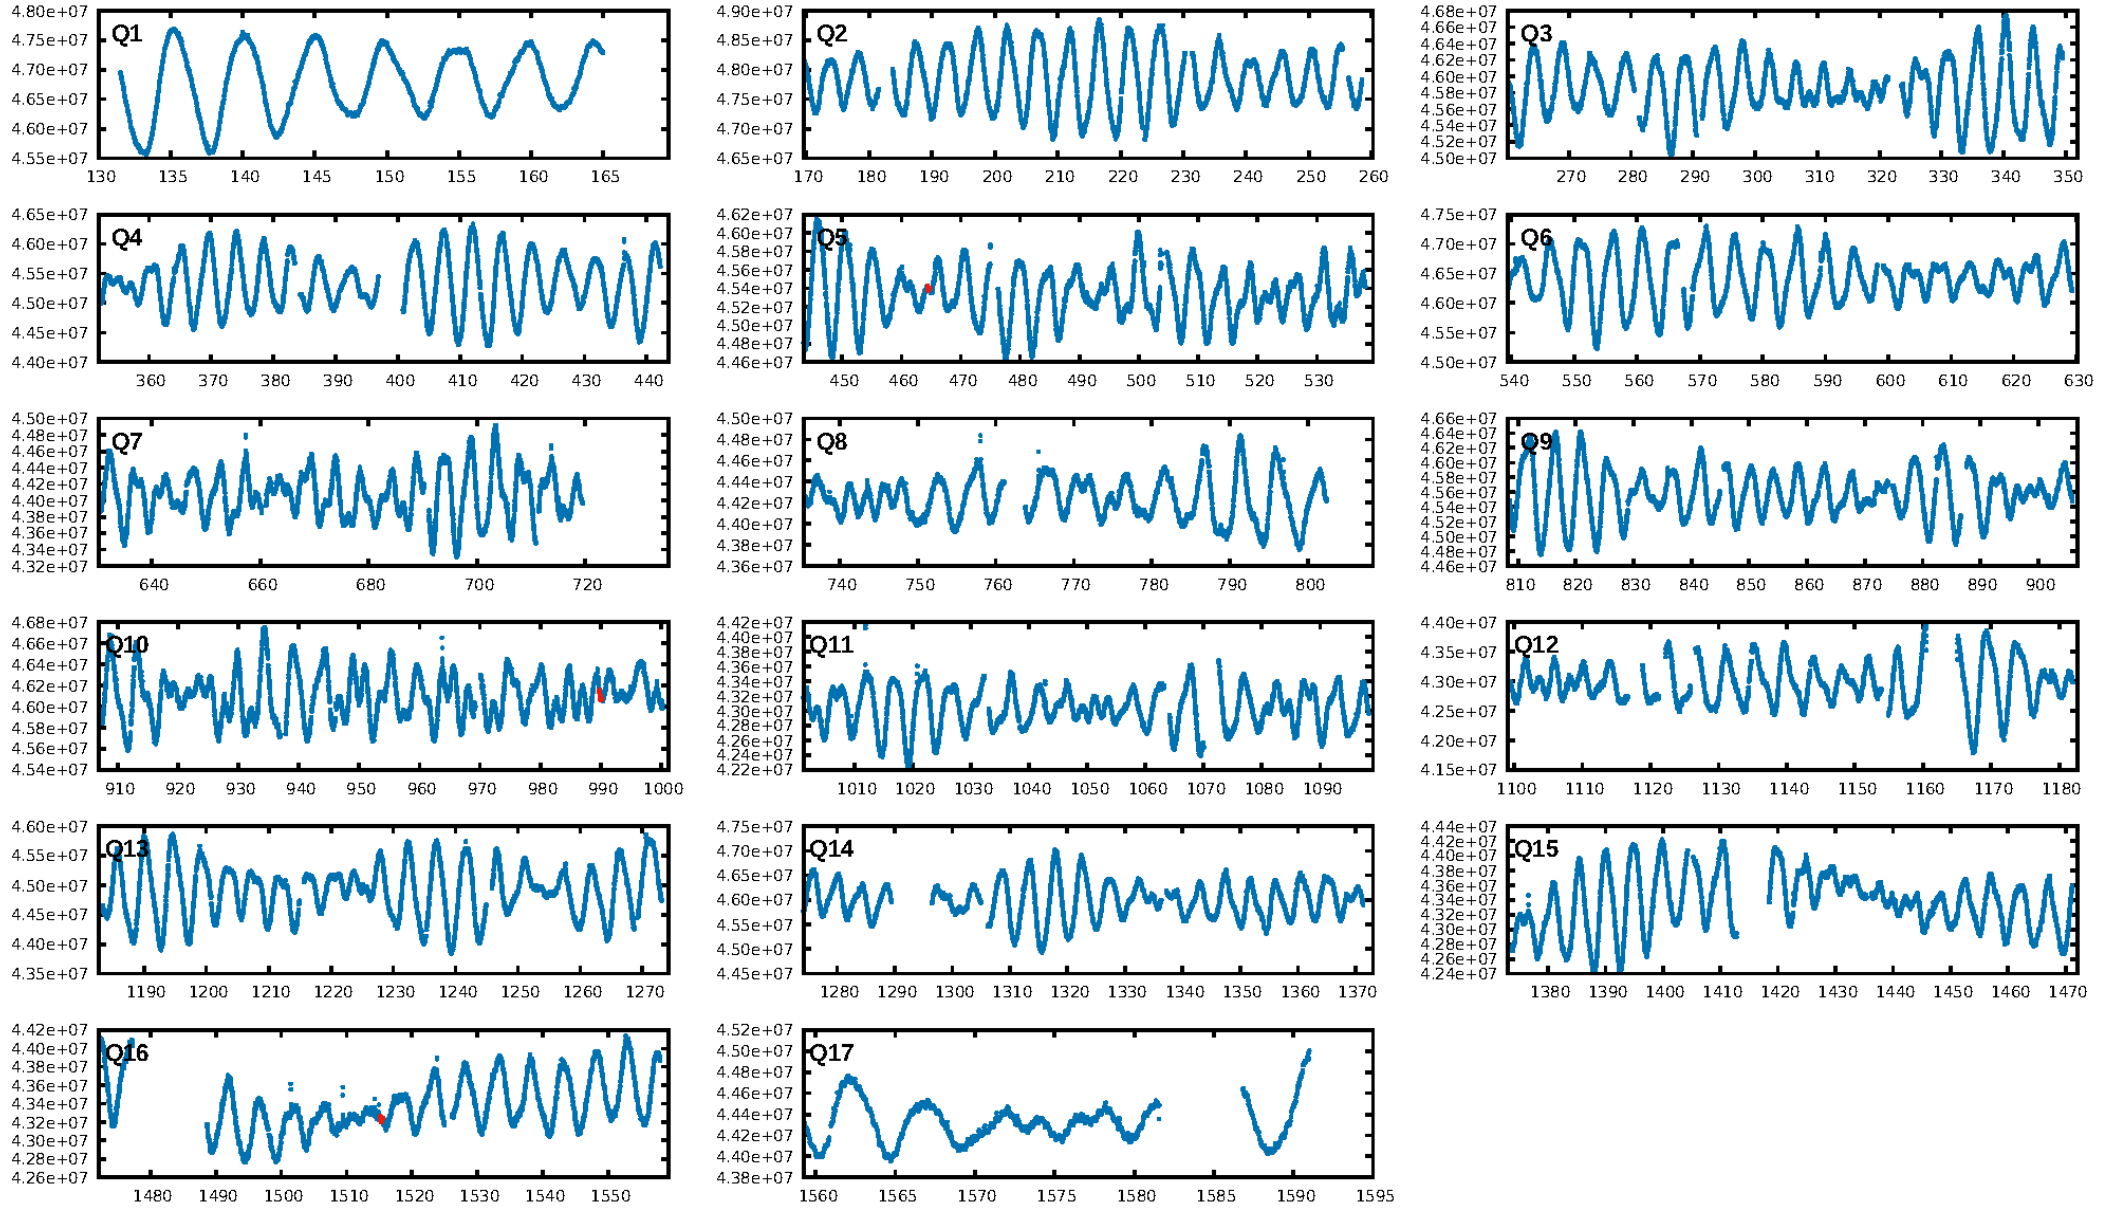 4.80e+07
4.75e+07
4.70e+07
4.65e+07
4.60e+07
4.55e+07
Q1
130 135 140 145 150 155 160 165
4.90e+07
4.85e+07
4.80e+07
4.75e+07
4.70e+07
4.65e+07
Q2
170 180 190 200 210 220 230 240 250 260
4.68e+07
4.66e+07
4.64e+07
4.62e+07
4.60e+07
4.58e+07
4.56e+07
4.54e+07
4.52e+07
4.50e+07
Q3
270 280 290 300 310 320 330 340 350
4.65e+07
4.60e+07
4.55e+07
4.50e+07
4.45e+07
4.40e+07
Q4
360 370 380 390 400 410 420 430 440
4.62e+07
4.60e+07
4.58e+07
4.56e+07
4.54e+07
4.52e+07
4.50e+07
4.48e+07
4.46e+07
Q5
450 460 470 480 490 500 510 520 530
4.75e+07
4.70e+07
4.65e+07
4.60e+07
4.55e+07
4.50e+07
Q6
540 550 560 570 580 590 600 610 620 630
4.50e+07
4.48e+07
4.46e+07
4.44e+07
4.42e+07
4.40e+07
4.38e+07
4.36e+07
4.34e+07
4.32e+07
Q7
640 660 680 700 720
4.50e+07
4.48e+07
4.46e+07
4.44e+07
4.42e+07
4.40e+07
4.38e+07
4.36e+07
Q8
740 750 760 770 780 790 800
4.66e+07
4.64e+07
4.62e+07
4.60e+07
4.58e+07
4.56e+07
4.54e+07
4.52e+07
4.50e+07
4.48e+07
4.46e+07
Q9
810 820 830 840 850 860 870 880 890 900
4.68e+07
4.66e+07
4.64e+07
4.62e+07
4.60e+07
4.58e+07
4.56e+07
4.54e+07
Q10
910 920 930 940 950 960 970 980 990 1000
4.42e+07
4.40e+07
4.38e+07
4.36e+07
4.34e+07
4.32e+07
4.30e+07
4.28e+07
4.26e+07
4.24e+07
4.22e+07
Q11
1010 1020 1030 1040 1050 1060 1070 1080 1090
4.40e+07
4.35e+07
4.30e+07
4.25e+07
4.20e+07
4.15e+07
Q12
1100 1110 1120 1130 1140 1150 1160 1170 1180
4.60e+07
4.55e+07
4.50e+07
4.45e+07
4.40e+07
4.35e+07
Q13
1190 1200 1210 1220 1230 1240 1250 1260 1270
4.75e+07
4.70e+07
4.65e+07
4.60e+07
4.55e+07
4.50e+07
4.45e+07
Q14
1280 1290 1300 1310 1320 1330 1340 1350 1360 1370
4.44e+07
4.42e+07
4.40e+07
4.38e+07
4.36e+07
4.34e+07
4.32e+07
4.30e+07
4.28e+07
4.26e+07
4.24e+07
Q15
1380 1390 1400 1410 1420 1430 1440 1450 1460 1470
4.42e+07
4.40e+07
4.38e+07
4.36e+07
4.34e+07
4.32e+07
4.30e+07
4.28e+07
4.26e+07
Q16
1480 1490 1500 1510 1520 1530 1540 1550
4.52e+07
4.50e+07
4.48e+07
4.46e+07
4.44e+07
4.42e+07
4.40e+07
4.38e+07
Q17
1560 1565 1570 1575 1580 1585 1590 1595